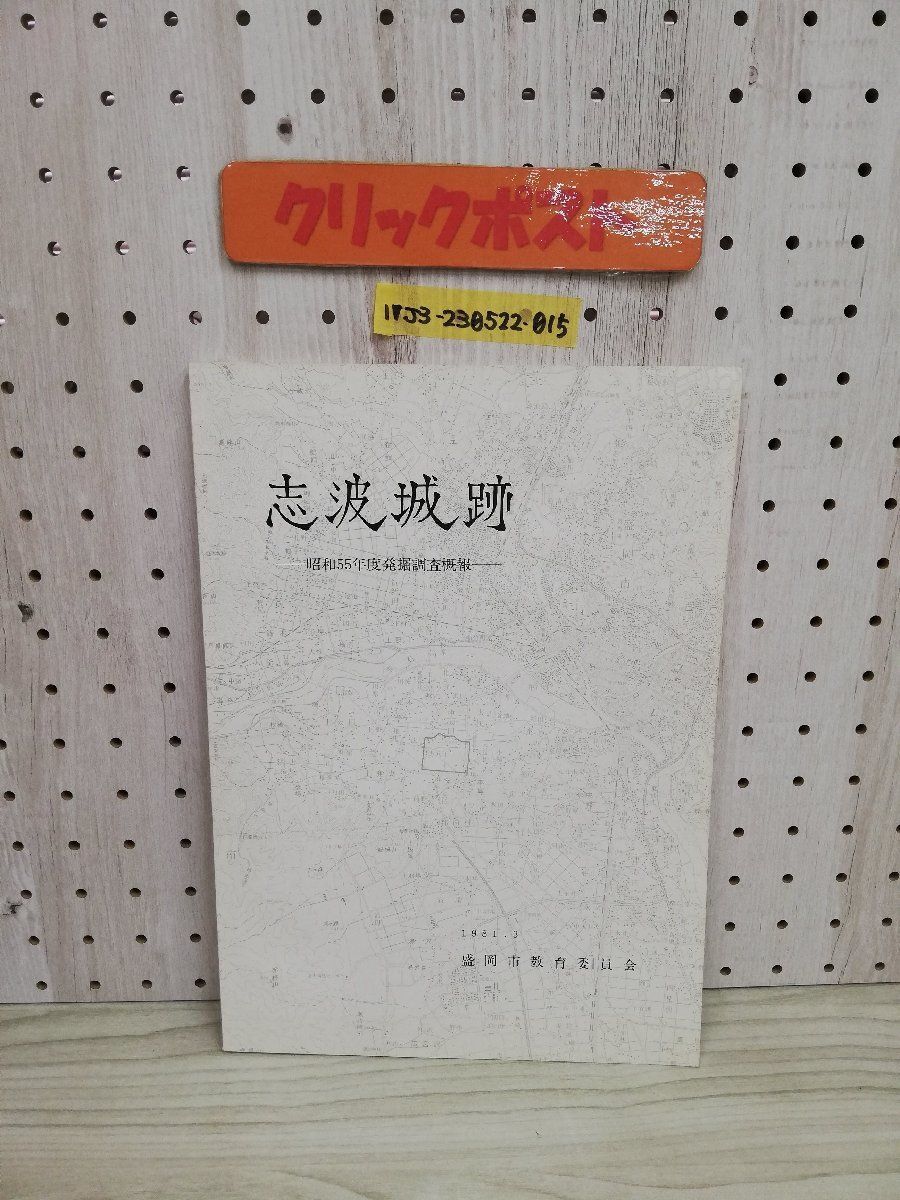 クリックポスト
1VJ3-230522-015
志波城跡
――昭和55年度発掘調査概報――
1981.3
盛岡市教育委員会